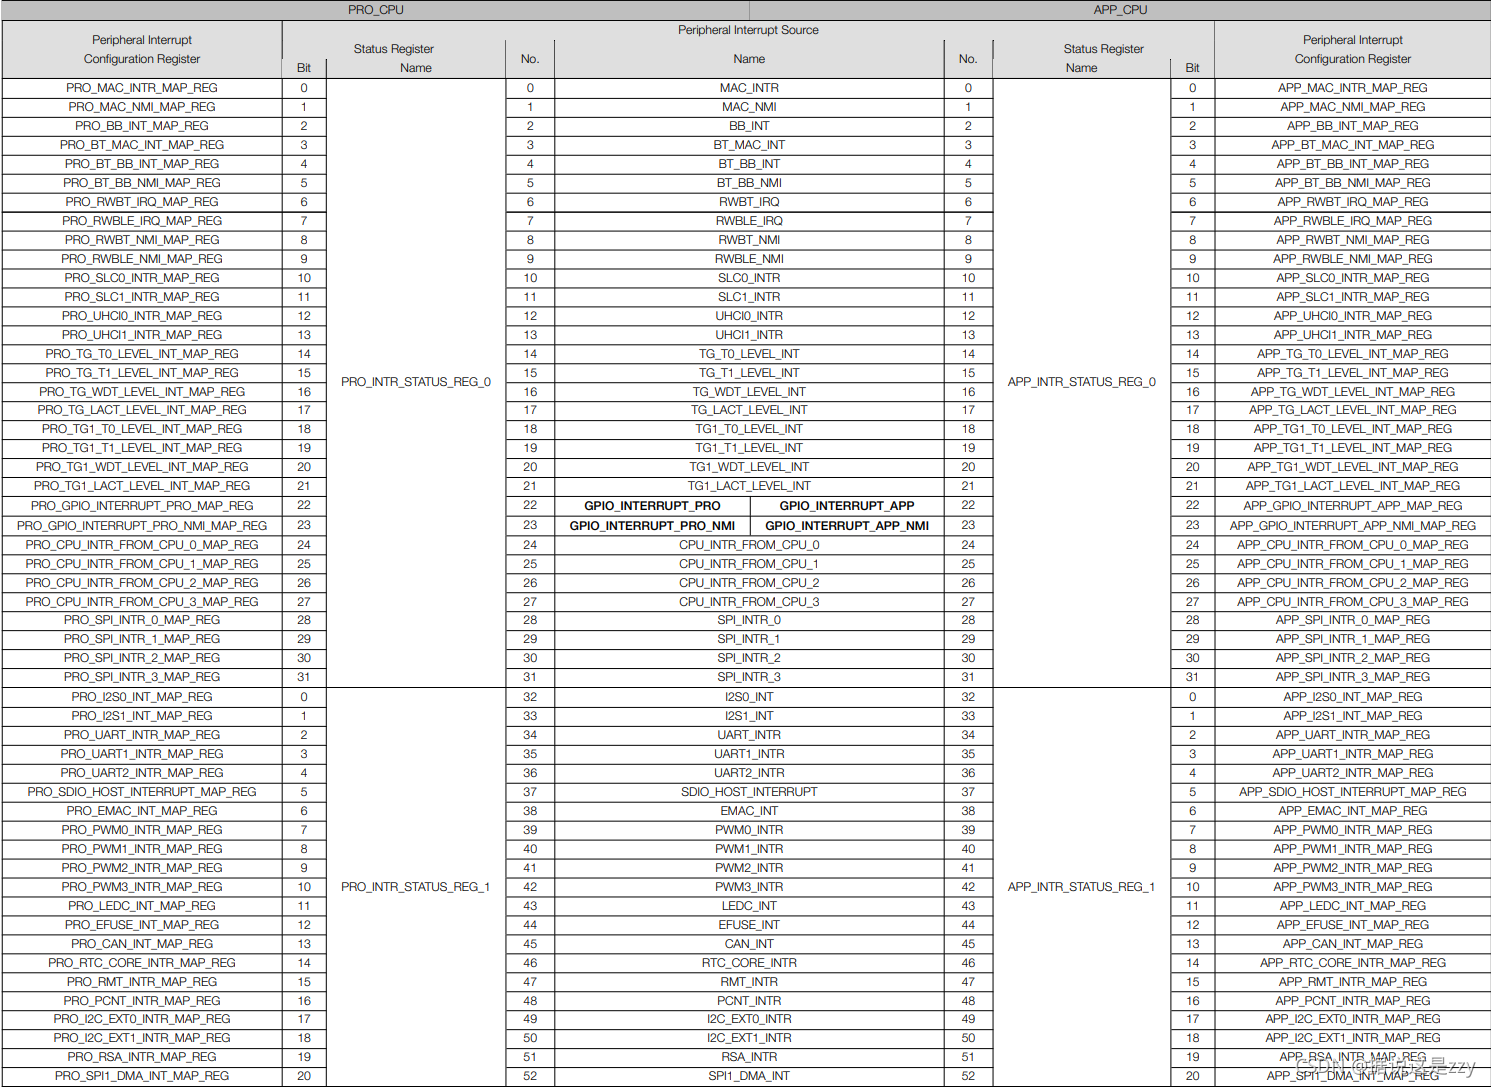 PRO_CPU APP_CPU
Peripheral Interrupt Source
Peripheral Interrupt Configuration Register Bit Status Register Name No. Name No. Status Register Name Bit Peripheral Interrupt Configuration Register
PRO_MAC_INTR_MAP_REG 0 PRO_INTR_STATUS_REG_0 0 MAC_INTR 0 APP_INTR_STATUS_REG_0 0 APP_MAC_INTR_MAP_REG
PRO_MAC_NMI_MAP_REG 1 1 MAC_NMI 1 1 APP_MAC_NMI_MAP_REG
PRO_BB_INT_MAP_REG 2 2 BB_INT 2 2 APP_BB_INT_MAP_REG
PRO_BT_MAC_INT_MAP_REG 3 3 BT_MAC_INT 3 3 APP_BT_MAC_INT_MAP_REG
PRO_BT_BB_INT_MAP_REG 4 4 BT_BB_INT 4 4 APP_BT_BB_INT_MAP_REG
PRO_BT_BB_NMI_MAP_REG 5 5 BT_BB_NMI 5 5 APP_BT_BB_NMI_MAP_REG
PRO_RWBT_IRQ_MAP_REG 6 6 RWBT_IRQ 6 6 APP_RWBT_IRQ_MAP_REG
PRO_RWBLE_IRQ_MAP_REG 7 7 RWBLE_IRQ 7 7 APP_RWBLE_IRQ_MAP_REG
PRO_RWBT_NMI_MAP_REG 8 8 RWBT_NMI 8 8 APP_RWBT_NMI_MAP_REG
PRO_RWBLE_NMI_MAP_REG 9 9 RWBLE_NMI 9 9 APP_RWBLE_NMI_MAP_REG
PRO_SLC0_INTR_MAP_REG 10 10 SLC0_INTR 10 10 APP_SLC0_INTR_MAP_REG
PRO_SLC1_INTR_MAP_REG 11 11 SLC1_INTR 11 11 APP_SLC1_INTR_MAP_REG
PRO_UHCI0_INTR_MAP_REG 12 12 UHCI0_INTR 12 12 APP_UHCI0_INTR_MAP_REG
PRO_UHCI1_INTR_MAP_REG 13 13 UHCI1_INTR 13 13 APP_UHCI1_INTR_MAP_REG
PRO_TG_T0_LEVEL_INT_MAP_REG 14 14 TG_T0_LEVEL_INT 14 14 APP_TG_T0_LEVEL_INT_MAP_REG
PRO_TG_T1_LEVEL_INT_MAP_REG 15 15 TG_T1_LEVEL_INT 15 15 APP_TG_T1_LEVEL_INT_MAP_REG
PRO_TG_WDT_LEVEL_INT_MAP_REG 16 16 TG_WDT_LEVEL_INT 16 16 APP_TG_WDT_LEVEL_INT_MAP_REG
PRO_TG_LACT_LEVEL_INT_MAP_REG 17 17 TG_LACT_LEVEL_INT 17 17 APP_TG_LACT_LEVEL_INT_MAP_REG
PRO_TG1_T0_LEVEL_INT_MAP_REG 18 18 TG1_T0_LEVEL_INT 18 18 APP_TG1_T0_LEVEL_INT_MAP_REG
PRO_TG1_T1_LEVEL_INT_MAP_REG 19 19 TG1_T1_LEVEL_INT 19 19 APP_TG1_T1_LEVEL_INT_MAP_REG
PRO_TG1_WDT_LEVEL_INT_MAP_REG 20 20 TG1_WDT_LEVEL_INT 20 20 APP_TG1_WDT_LEVEL_INT_MAP_REG
PRO_TG1_LACT_LEVEL_INT_MAP_REG 21 21 TG1_LACT_LEVEL_INT 21 21 APP_TG1_LACT_LEVEL_INT_MAP_REG
PRO_GPIO_INTERRUPT_PRO_MAP_REG 22 22 GPIO_INTERRUPT_PRO GPIO_INTERRUPT_APP 22 22 APP_GPIO_INTERRUPT_APP_MAP_REG
PRO_GPIO_INTERRUPT_PRO_NMI_MAP_REG 23 23 GPIO_INTERRUPT_PRO_NMI GPIO_INTERRUPT_APP_NMI 23 23 APP_GPIO_INTERRUPT_APP_NMI_MAP_REG
PRO_CPU_INTR_FROM_CPU_0_MAP_REG 24 24 CPU_INTR_FROM_CPU_0 24 24 APP_CPU_INTR_FROM_CPU_0_MAP_REG
PRO_CPU_INTR_FROM_CPU_1_MAP_REG 25 25 CPU_INTR_FROM_CPU_1 25 25 APP_CPU_INTR_FROM_CPU_1_MAP_REG
PRO_CPU_INTR_FROM_CPU_2_MAP_REG 26 26 CPU_INTR_FROM_CPU_2 26 26 APP_CPU_INTR_FROM_CPU_2_MAP_REG
PRO_CPU_INTR_FROM_CPU_3_MAP_REG 27 27 CPU_INTR_FROM_CPU_3 27 27 APP_CPU_INTR_FROM_CPU_3_MAP_REG
PRO_SPI_INTR_0_MAP_REG 28 28 SPI_INTR_0 28 28 APP_SPI_INTR_0_MAP_REG
PRO_SPI_INTR_1_MAP_REG 29 29 SPI_INTR_1 29 29 APP_SPI_INTR_1_MAP_REG
PRO_SPI_INTR_2_MAP_REG 30 30 SPI_INTR_2 30 30 APP_SPI_INTR_2_MAP_REG
PRO_SPI_INTR_3_MAP_REG 31 31 SPI_INTR_3 31 31 APP_SPI_INTR_3_MAP_REG
PRO_I2S0_INT_MAP_REG 0 PRO_INTR_STATUS_REG_1 32 I2S0_INT 32 APP_INTR_STATUS_REG_1 0 APP_I2S0_INT_MAP_REG
PRO_I2S1_INT_MAP_REG 1 33 I2S1_INT 33 1 APP_I2S1_INT_MAP_REG
PRO_UART_INTR_MAP_REG 2 34 UART_INTR 34 2 APP_UART_INTR_MAP_REG
PRO_UART1_INTR_MAP_REG 3 35 UART1_INTR 35 3 APP_UART1_INTR_MAP_REG
PRO_UART2_INTR_MAP_REG 4 36 UART2_INTR 36 4 APP_UART2_INTR_MAP_REG
PRO_SDIO_HOST_INTERRUPT_MAP_REG 5 37 SDIO_HOST_INTERRUPT 37 5 APP_SDIO_HOST_INTERRUPT_MAP_REG
PRO_EMAC_INT_MAP_REG 6 38 EMAC_INT 38 6 APP_EMAC_INT_MAP_REG
PRO_PWM0_INTR_MAP_REG 7 39 PWM0_INTR 39 7 APP_PWM0_INTR_MAP_REG
PRO_PWM1_INTR_MAP_REG 8 40 PWM1_INTR 40 8 APP_PWM1_INTR_MAP_REG
PRO_PWM2_INTR_MAP_REG 9 41 PWM2_INTR 41 9 APP_PWM2_INTR_MAP_REG
PRO_PWM3_INTR_MAP_REG 10 42 PWM3_INTR 42 10 APP_PWM3_INTR_MAP_REG
PRO_LEDC_INT_MAP_REG 11 43 LEDC_INT 43 11 APP_LEDC_INT_MAP_REG
PRO_EFUSE_INT_MAP_REG 12 44 EFUSE_INT 44 12 APP_EFUSE_INT_MAP_REG
PRO_CAN_INT_MAP_REG 13 45 CAN_INT 45 13 APP_CAN_INT_MAP_REG
PRO_RTC_CORE_INTR_MAP_REG 14 46 RTC_CORE_INTR 46 14 APP_RTC_CORE_INTR_MAP_REG
PRO_RMT_INTR_MAP_REG 15 47 RMT_INTR 47 15 APP_RMT_INTR_MAP_REG
PRO_PCNT_INTR_MAP_REG 16 48 PCNT_INTR 48 16 APP_PCNT_INTR_MAP_REG
PRO_I2C_EXT0_INTR_MAP_REG 17 49 I2C_EXT0_INTR 49 17 APP_I2C_EXT0_INTR_MAP_REG
PRO_I2C_EXT1_INTR_MAP_REG 18 50 I2C_EXT1_INTR 50 18 APP_I2C_EXT1_INTR_MAP_REG
PRO_RSA_INTR_MAP_REG 19 51 RSA_INTR 51 19 APP_RSA_INTR_MAP_REG
PRO_SPI1_DMA_INT_MAP_REG 20 52 SPI1_DMA_INT 52 20 APP_SPI1_DMA_INT_MAP_REG
CSDN @据说这是zzy